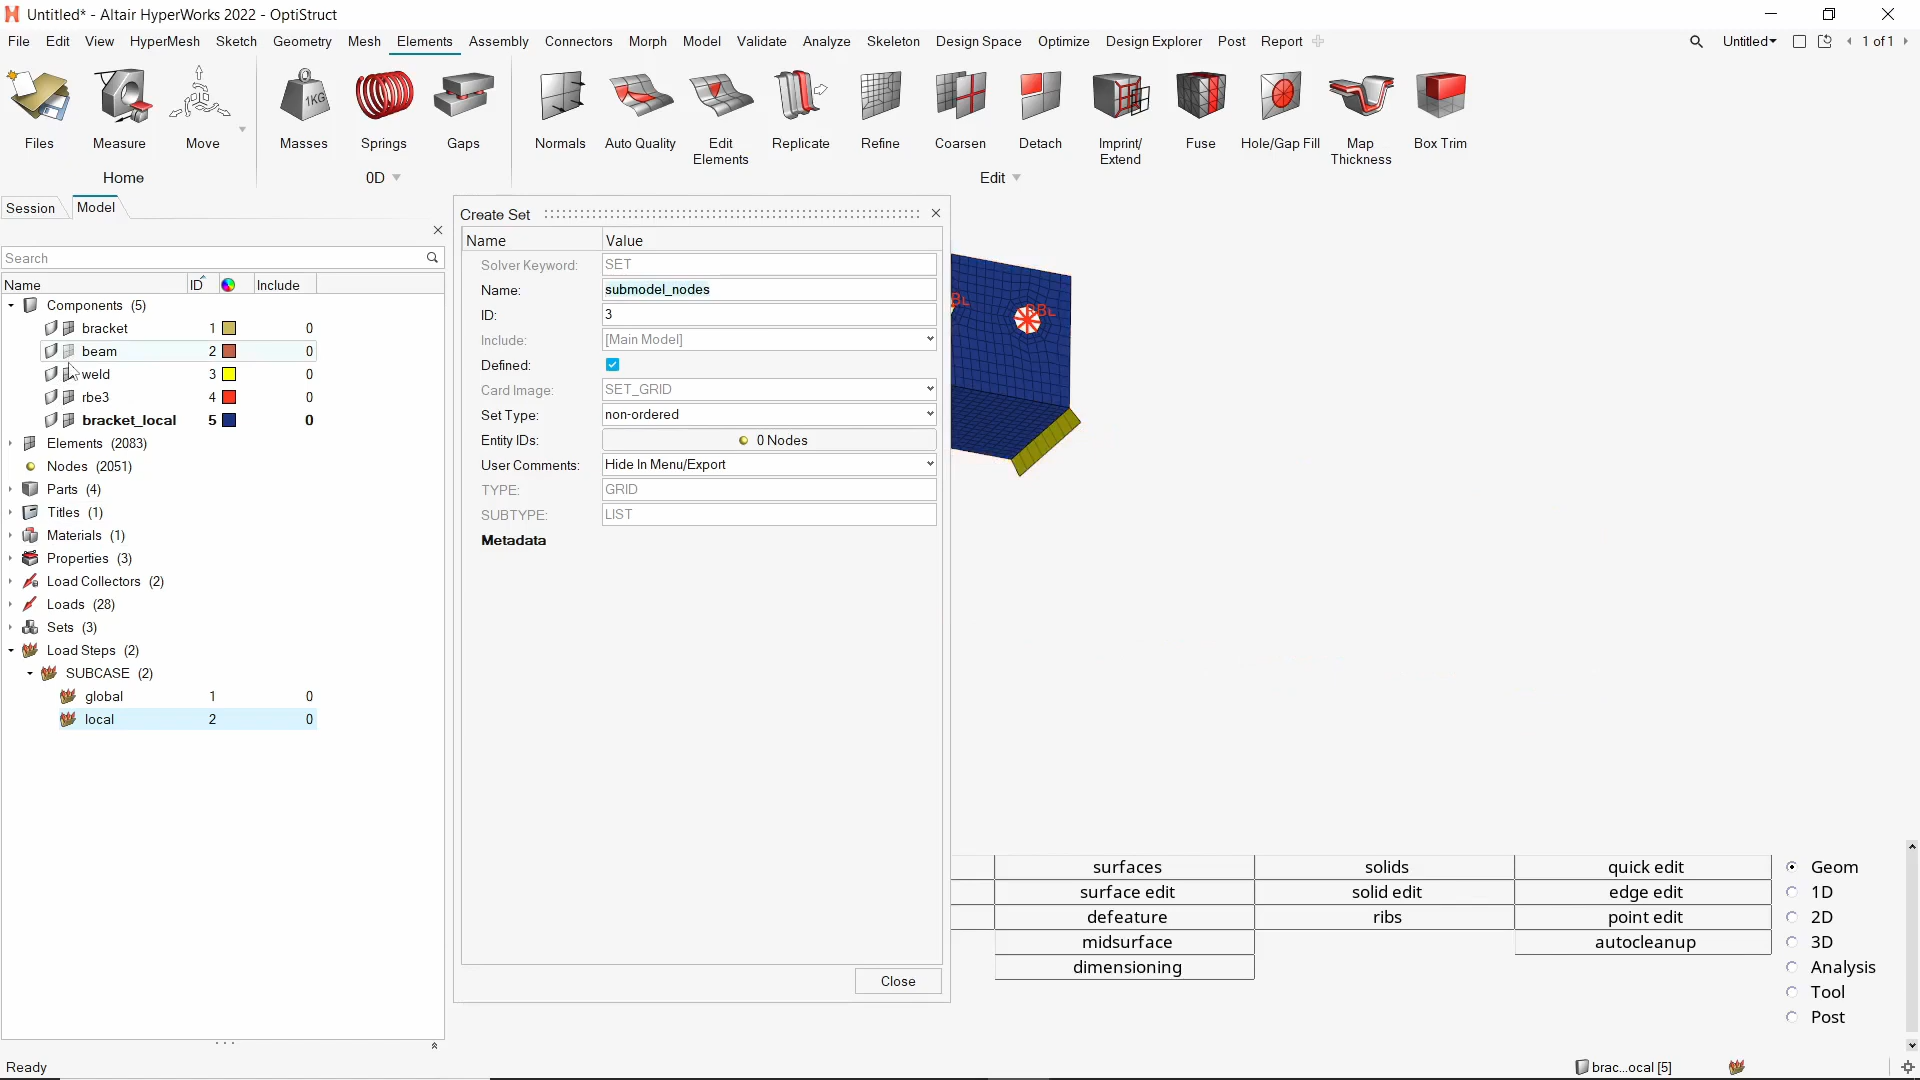 Untitled* - Altair HyperWorks 2022 - OptiStruct
File Edit View HyperMesh Sketch Geometry Mesh Elements Assembly Connectors Morph Model Validate Analyze Skeleton Design Space Optimize Design Explorer Post Report Untitled 1 of 1
1KG
Files Measure Move Masses Springs Gaps Normals Auto Quality Edit Elements Replicate Refine Coarsen Detach Imprint/ Extend Fuse Hole/Gap Fill Map Thickness Box Trim
Home 0D Edit
Session Model
Search
Name ID Include
Components (5)
bracket 1 0
beam 2 0
weld 3 0
rbe3 4 0
bracket_local 5 0
Elements (2083)
Nodes (2051)
Parts (4)
Titles (1)
Materials (1)
Properties (3)
Load Collectors (2)
Loads (28)
Sets (3)
Load Steps (2)
SUBCASE (2)
global 1 0
local 2 0
Create Set
Name Value
Solver Keyword: SET
Name: submodel_nodes
ID: 3
Include: [Main Model]
Defined:
Card Image: SET_GRID
Set Type: non-ordered
Entity IDs: 0 Nodes
User Comments: Hide In Menu/Export
TYPE: GRID
SUBTYPE: LIST
Metadata
Close
surfaces solids quick edit Geom
surface edit solid edit edge edit 1D
defeature ribs point edit 2D
midsurface autocleanup 3D
dimensioning Analysis
Tool
Post
Ready brac...ocal [5]